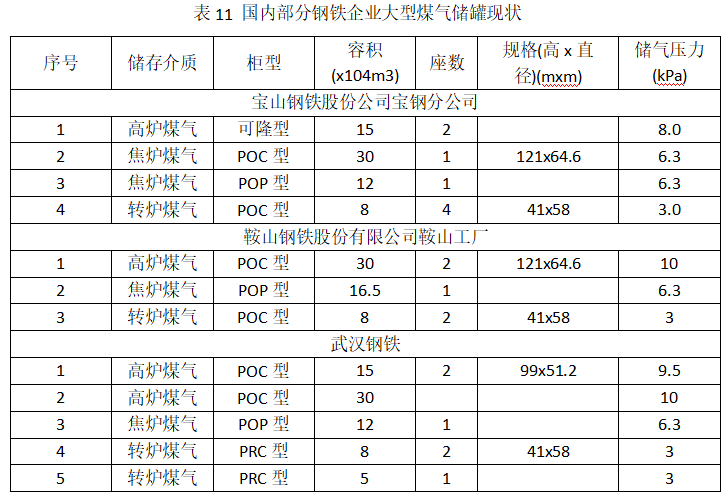 表 11 国内部分钢铁企业大型煤气储罐现状
序号 储存介质 柜型 容积(x104m3) 座数 规格(高 x 直径)(mxm) 储气压力(kPa)
宝山钢铁股份公司宝钢分公司
1 高炉煤气 可隆型 15 2 8.0
2 焦炉煤气 POC 型 30 1 121x64.6 6.3
3 焦炉煤气 POP 型 12 1 6.3
4 转炉煤气 POC 型 8 4 41x58 3.0
鞍山钢铁股份有限公司鞍山工厂
1 高炉煤气 POC 型 30 2 121x64.6 10
2 焦炉煤气 POP 型 16.5 1 6.3
3 转炉煤气 POC 型 8 2 41x58 3
武汉钢铁
1 高炉煤气 POC 型 15 2 99x51.2 9.5
2 高炉煤气 POC 型 30 10
3 焦炉煤气 POP 型 12 1 6.3
4 转炉煤气 PRC 型 8 2 41x58 3
5 转炉煤气 PRC 型 5 1 3